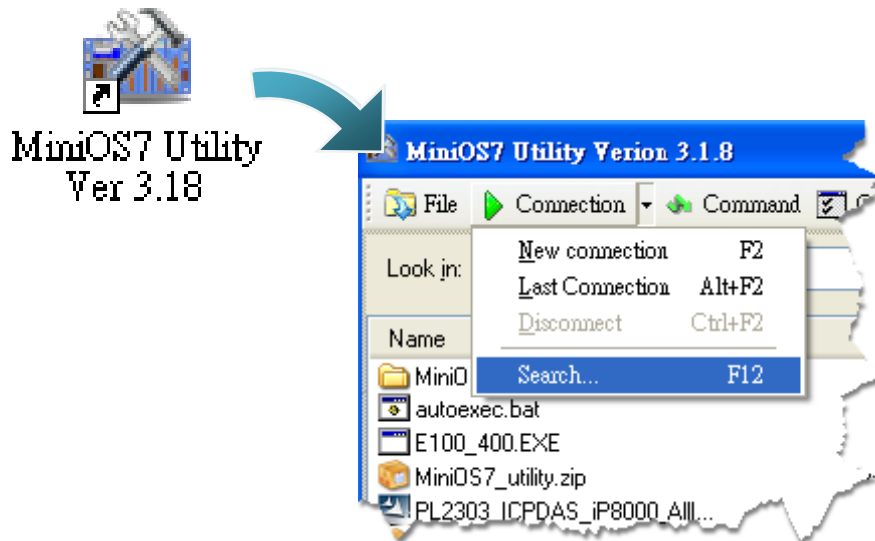 MiniOS7 Utility
Ver 3.18
MiniOS7 Utility Verion 3.1.8
File Connection Command
Look in:
New connection F2
Last Connection Alt+F2
Disconnect Ctrl+F2
Search... F12
Name
MiniO
autoexec.bat
E100_400.EXE
MiniOS7_utility.zip
PL2303_ICPDAS_iP8000_AllI...